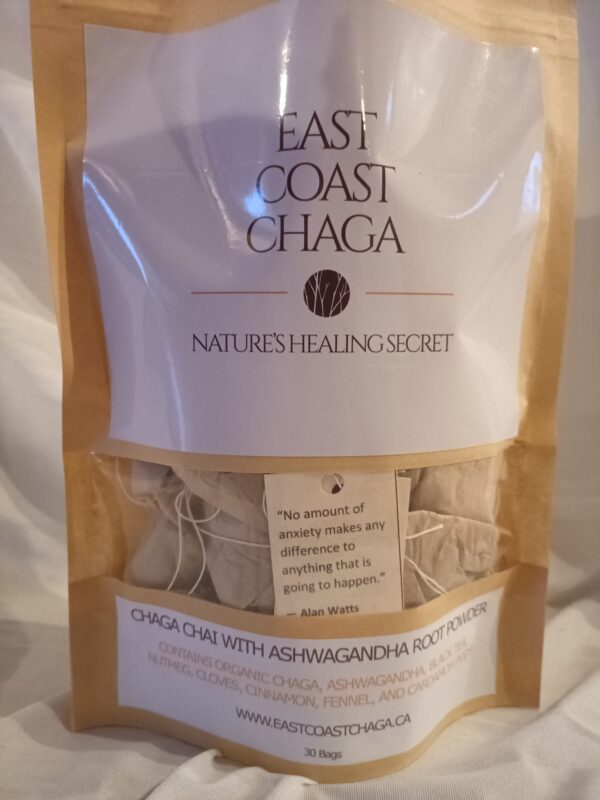 EAST
COAST
CHAGA
NATURE'S HEALING SECRET
"No amount of
anxiety makes any
difference to
anything that is
going to happen."
— Alan Watts
CHAGA CHAI WITH ASHWAGANDHA ROOT POWDER
CONTAINS ORGANIC CHAGA, ASHWAGANDHA, BLACK TEA,
NUTMEG, CLOVES, CINNAMON, FENNEL, AND CARDAMOM
WWW.EASTCOASTCHAGA.CA
30 Bags